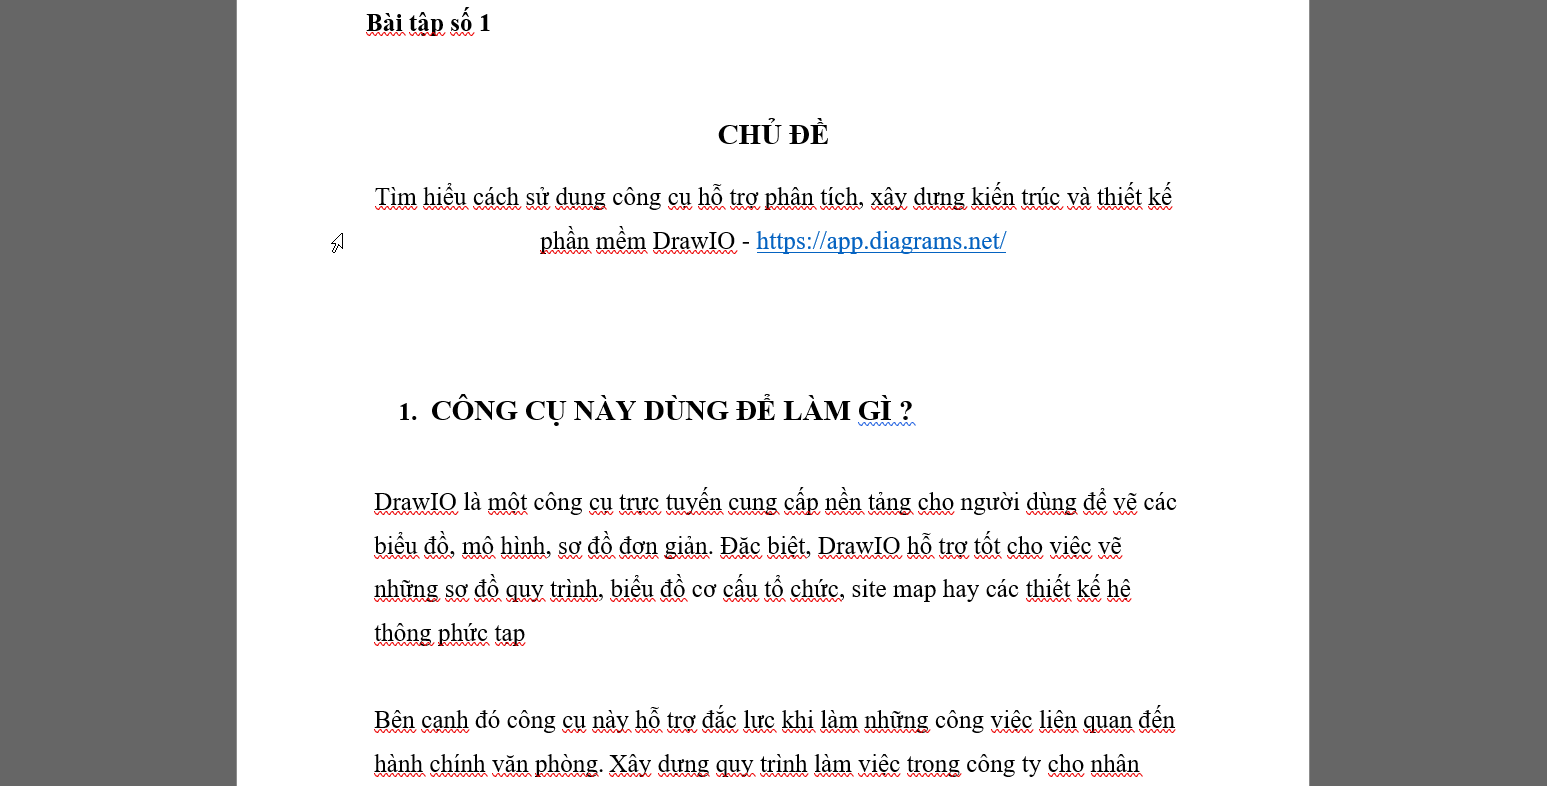 Bài tập số 1
CHỦ ĐỀ
Tìm hiểu cách sử dụng công cụ hỗ trợ phân tích, xây dựng kiến trúc và thiết kế
phần mềm DrawIO - https://app.diagrams.net/
1. CÔNG CỤ NÀY DÙNG ĐỂ LÀM GÌ ?
DrawIO là một công cụ trực tuyến cung cấp nền tảng cho người dùng để vẽ các
biểu đồ, mô hình, sơ đồ đơn giản. Đặc biệt, DrawIO hỗ trợ tốt cho việc vẽ
những sơ đồ quy trình, biểu đồ cơ cấu tổ chức, site map hay các thiết kế hệ
thông phức tạp
Bên cạnh đó công cụ này hỗ trợ đắc lực khi làm những công việc liên quan đến
hành chính văn phòng. Xây dựng quy trình làm việc trong công ty cho nhân